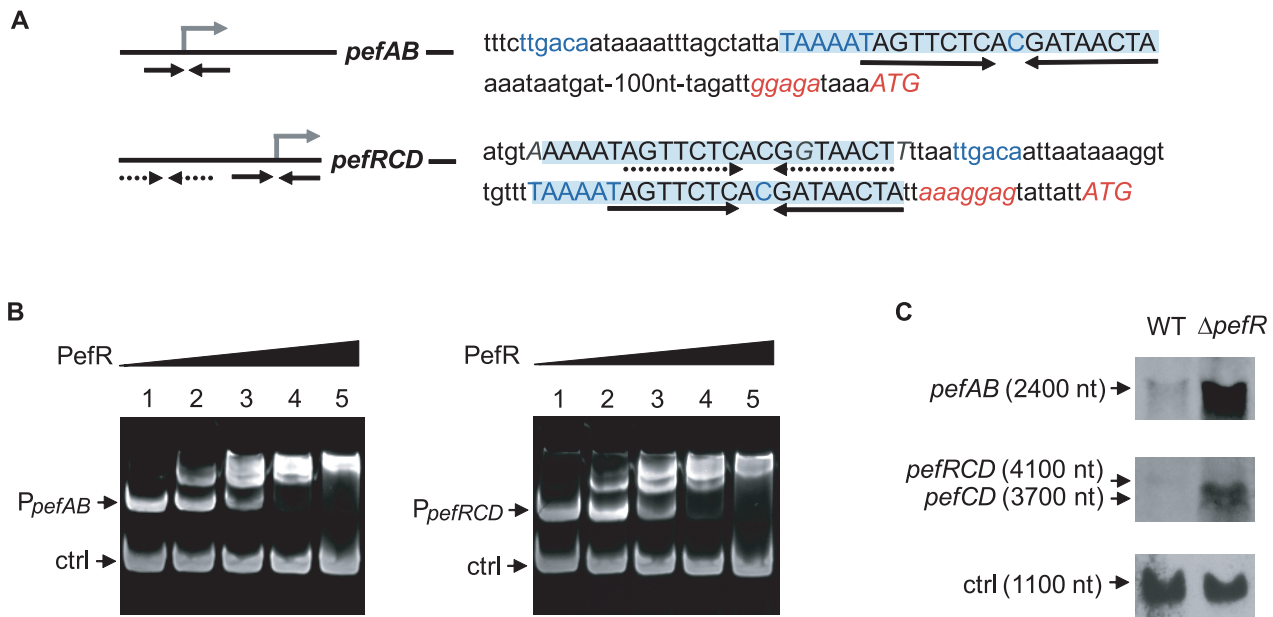 A
pefAB
tttcttgacaataaaatttagctattaTAAAATAGTTCTCACGATAACTA
aaataatgat-100nt-tagattggagataaaATG
pefRCD
atgtAAAAATAGTTCTCACGGTAACTTttaattgacaattaataaaggt
tgtttTAAAATAGTTCTCACGATAACTAttaaaggagtattattATG
B
PefR
1 2 3 4 5
PpefAB
ctrl
PefR
1 2 3 4 5
PpefRCD
ctrl
C
WT ΔpefR
pefAB (2400 nt)
pefRCD (4100 nt)
pefCD (3700 nt)
ctrl (1100 nt)